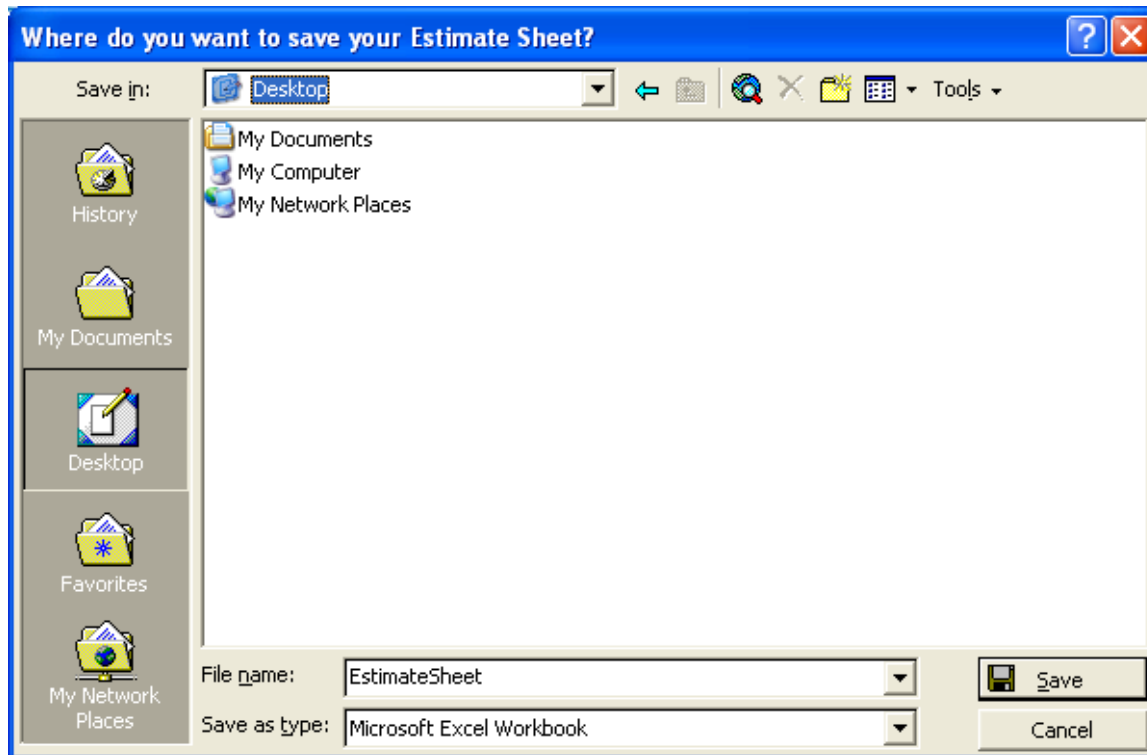 Where do you want to save your Estimate Sheet?
Save in:
Desktop
Tools
History
My Documents
Desktop
Favorites
My Network
Places
My Documents
My Computer
My Network Places
File name:
EstimateSheet
Save
Save as type:
Microsoft Excel Workbook
Cancel